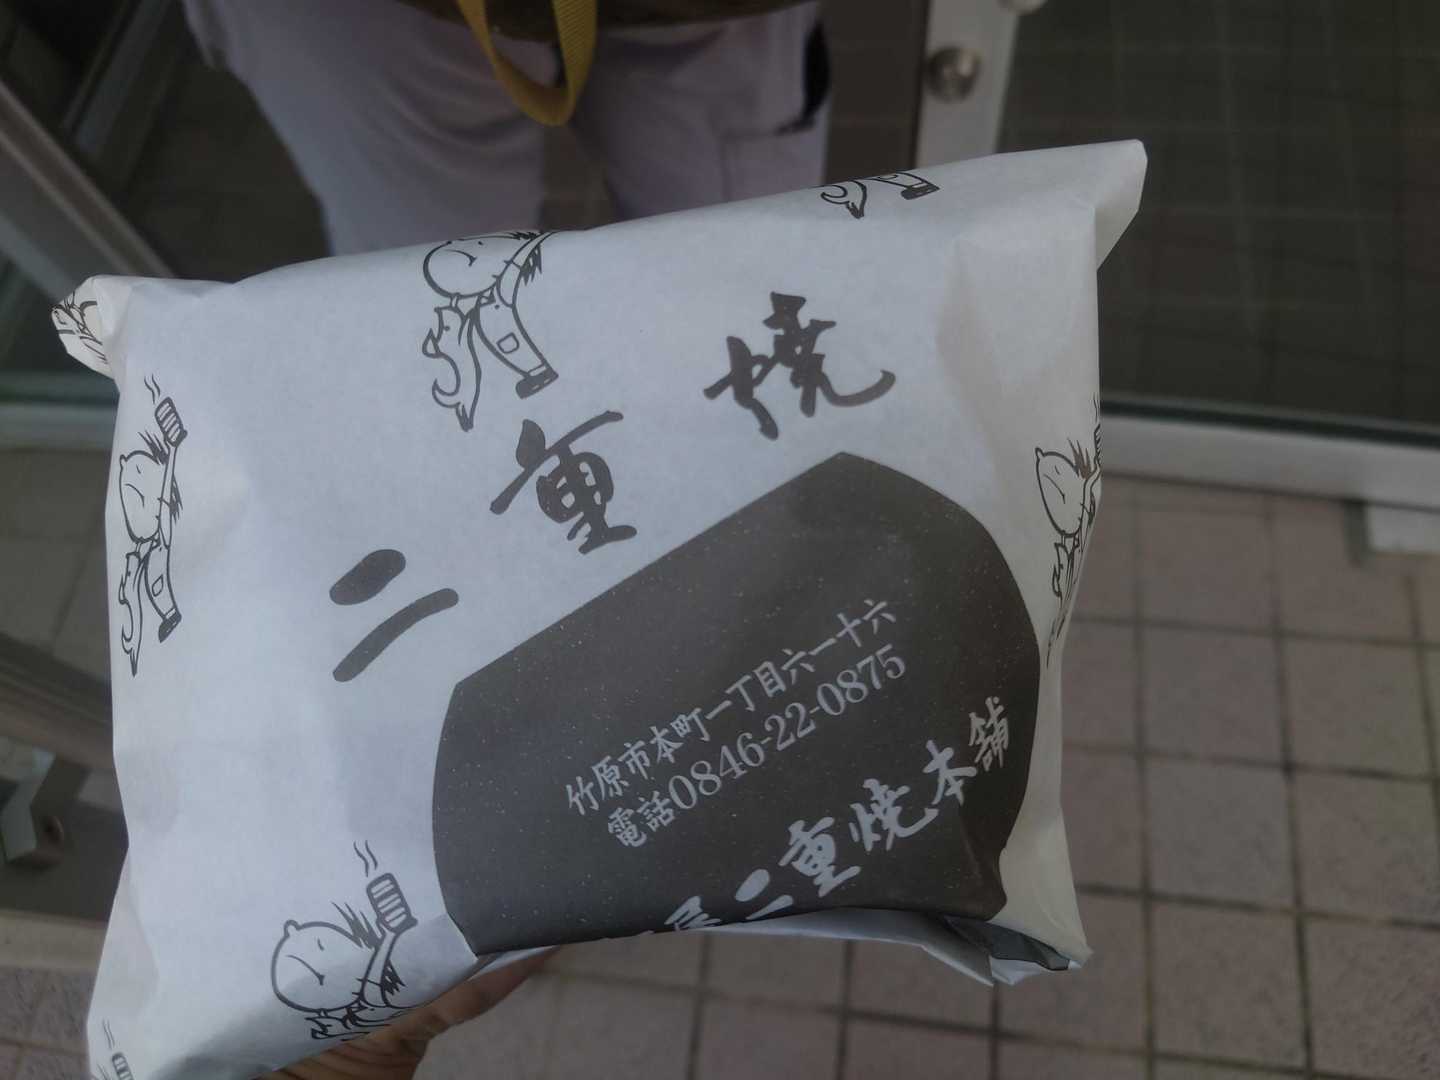 二重焼
竹原市本町一丁目六ー十六
電話0846-22-0875
屋二重焼本舗